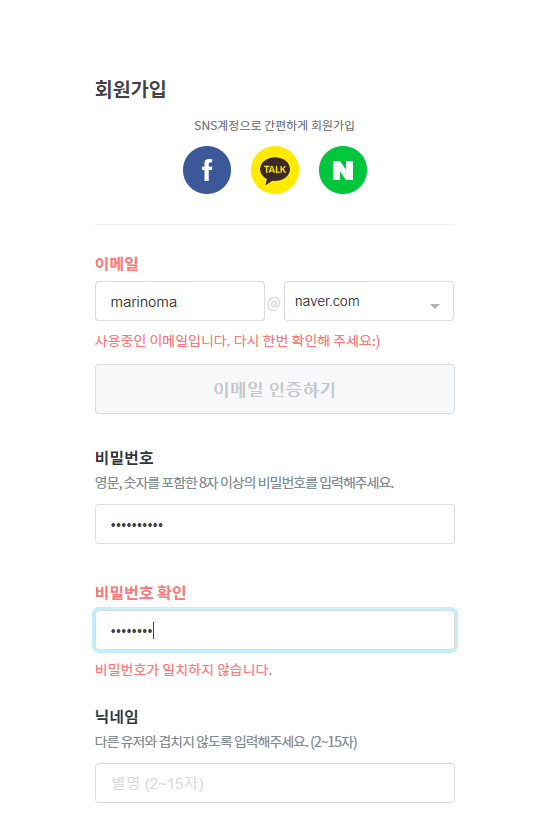 회원가입
SNS계정으로 간편하게 회원가입
f TALK N
이메일
marinoma @ naver.com
사용중인 이메일입니다. 다시 한번 확인해 주세요:)
이메일 인증하기
비밀번호
영문, 숫자를 포함한 8자 이상의 비밀번호를 입력해주세요.
••••••••••
비밀번호 확인
••••••••
비밀번호가 일치하지 않습니다.
닉네임
다른 유저와 겹치지 않도록 입력해주세요. (2~15자)
별명 (2~15자)